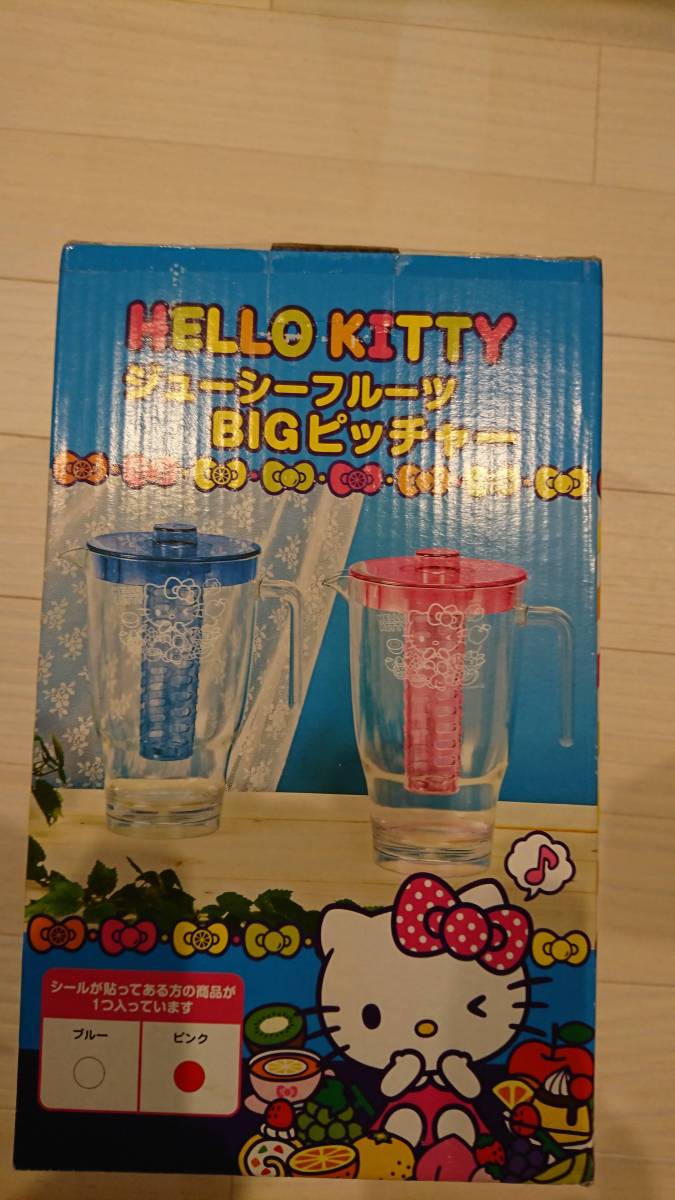 HELLO KITTY
ジューシーフルーツ
BIGピッチャー
シールが貼ってある方の商品が
1つ入っています
ブルー
ピンク